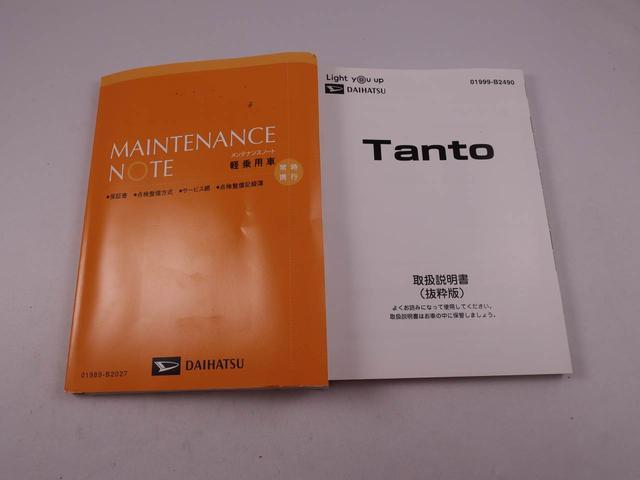 MAINTENANCE
NOTE
メンテナンスノート
軽乗用車
常時
携行
●保証書 ●点検整備方式 ●サービス網 ●点検整備記録簿
DAIHATSU
01989-B2027
Light you up
DAIHATSU
01999-B2490
Tanto
取扱説明書
(抜粋版)
よくお読みになって使用してください。
取扱説明書はお車の中に保管しましょう。